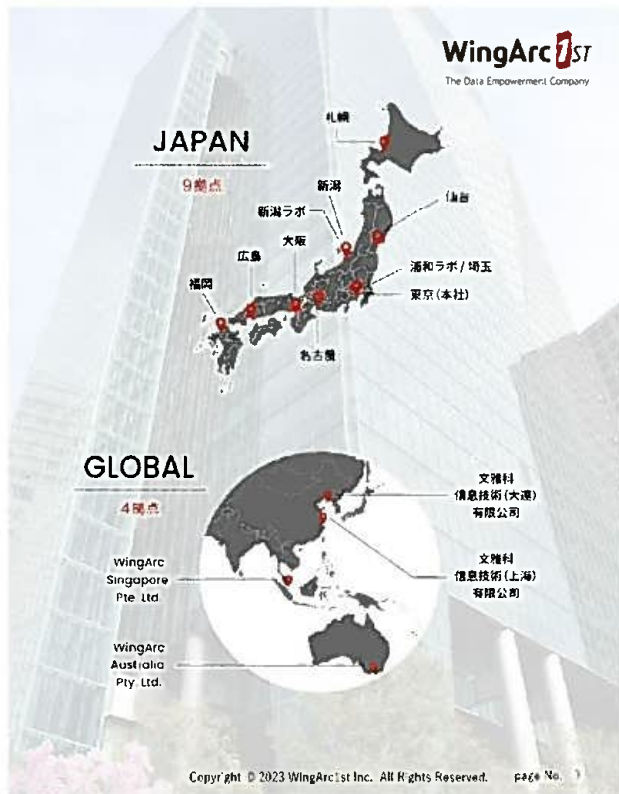 WingArc1ST
The Data Empowerment Company
JAPAN
9拠点
札幌
新潟
新潟ラボ
仙台
大阪
広島
浦和ラボ / 埼玉
福岡
東京(本社)
名古屋
GLOBAL
4拠点
文雅科
信息技術(大連)
有限公司
WingArc
Singapore
Pte. Ltd.
文雅科
信息技術(上海)
有限公司
WingArc
Australia
Pty. Ltd.
Copyright © 2023 WingArc1st Inc. All Rights Reserved. page No.